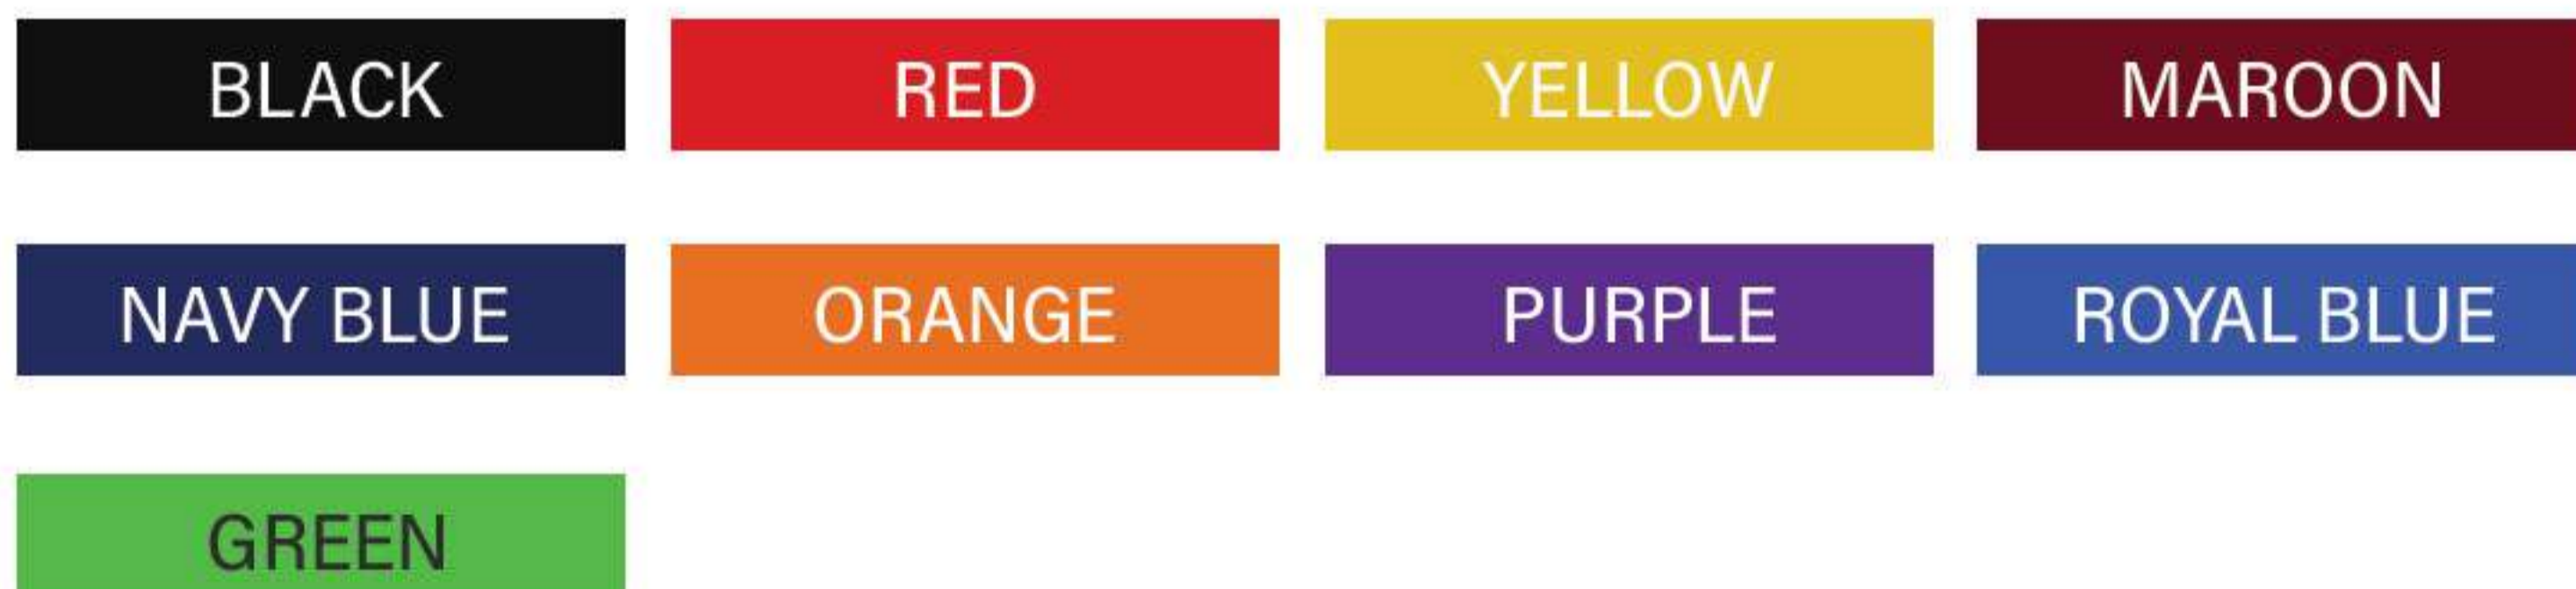 BLACK
RED
YELLOW
MAROON
NAVY BLUE
ORANGE
PURPLE
ROYAL BLUE
GREEN